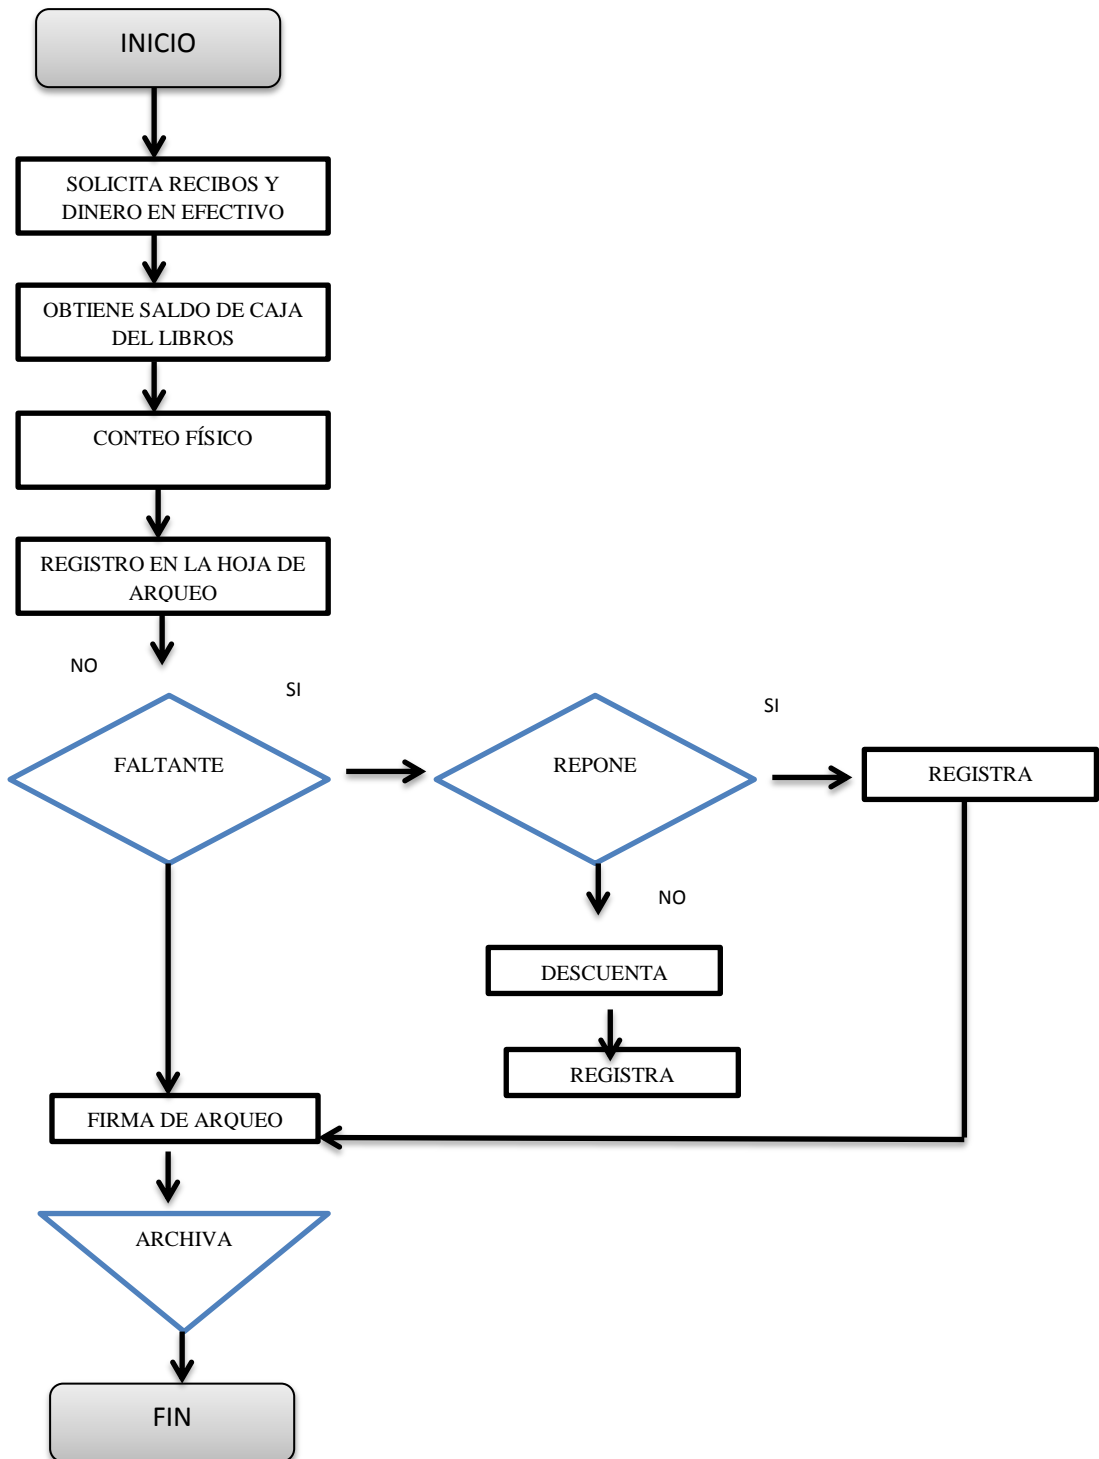 INICIO
SOLICITA RECIBOS Y
DINERO EN EFECTIVO
OBTIENE SALDO DE CAJA
DEL LIBROS
CONTEO FÍSICO
REGISTRO EN LA HOJA DE
ARQUEO
NO
SI
SI
FALTANTE
REPONE
REGISTRA
NO
DESCUENTA
REGISTRA
FIRMA DE ARQUEO
ARCHIVA
FIN